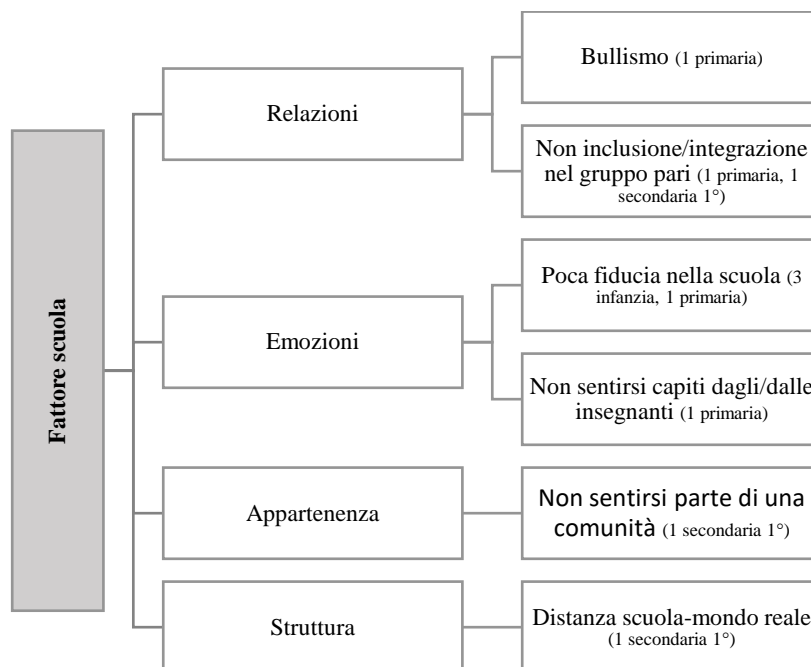 Fattore scuola
Relazioni
Bullismo (1 primaria)
Non inclusione/integrazione
nel gruppo pari (1 primaria, 1
secondaria 1°)
Emozioni
Poca fiducia nella scuola (3
infanzia, 1 primaria)
Non sentirsi capiti dagli/dalle
insegnanti (1 primaria)
Appartenenza
Non sentirsi parte di una
comunità (1 secondaria 1°)
Struttura
Distanza scuola-mondo reale
(1 secondaria 1°)